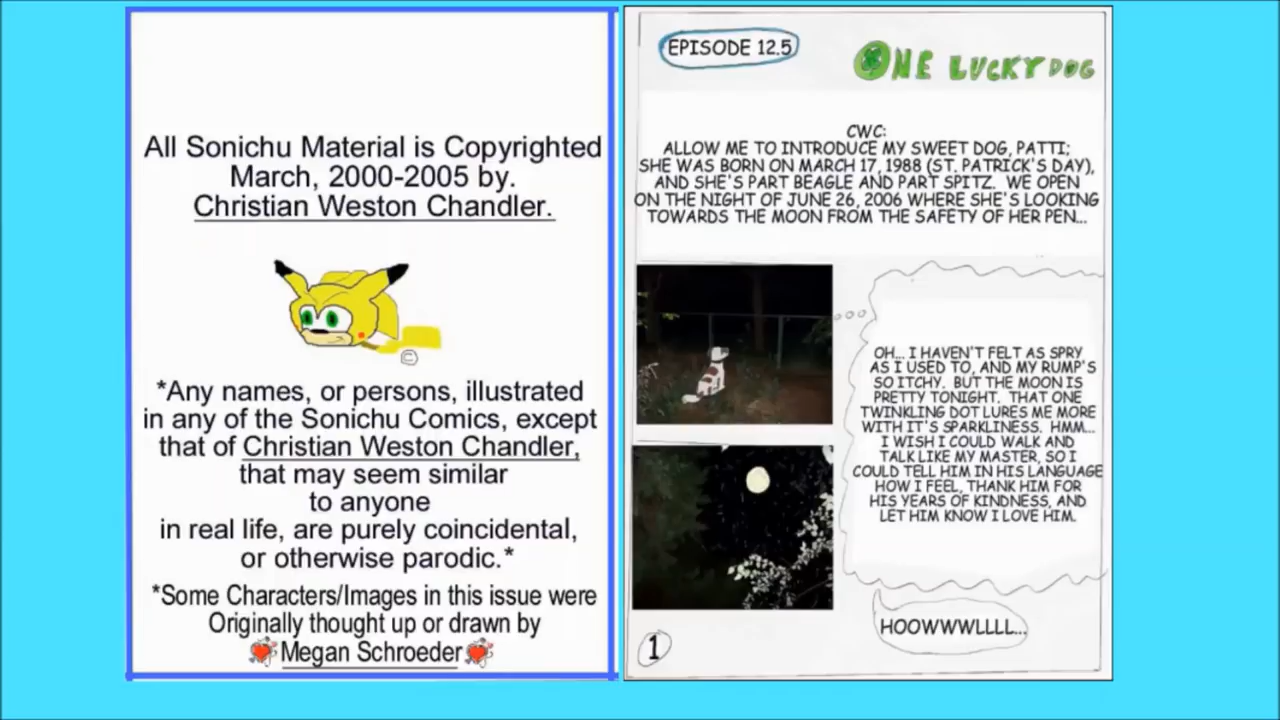 All Sonichu Material is Copyrighted
March, 2000-2005 by.
Christian Weston Chandler.
©
*Any names, or persons, illustrated
in any of the Sonichu Comics, except
that of Christian Weston Chandler,
that may seem similar
to anyone
in real life, are purely coincidental,
or otherwise parodic.*
*Some Characters/Images in this issue were
Originally thought up or drawn by
Megan Schroeder
EPISODE 12.5
ONE LUCKY DOG
CWC:
ALLOW ME TO INTRODUCE MY SWEET DOG, PATTI;
SHE WAS BORN ON MARCH 17, 1988 (ST. PATRICK'S DAY),
AND SHE'S PART BEAGLE AND PART SPITZ. WE OPEN
ON THE NIGHT OF JUNE 26, 2006 WHERE SHE'S LOOKING
TOWARDS THE MOON FROM THE SAFETY OF HER PEN...
OH... I HAVEN'T FELT AS SPRY
AS I USED TO, AND MY RUMP'S
SO ITCHY. BUT THE MOON IS
PRETTY TONIGHT. THAT ONE
TWINKLING DOT LURES ME MORE
WITH IT'S SPARKLINESS. HMM...
I WISH I COULD WALK AND
TALK LIKE MY MASTER, SO I
COULD TELL HIM IN HIS LANGUAGE
HOW I FEEL, THANK HIM FOR
HIS YEARS OF KINDNESS, AND
LET HIM KNOW I LOVE HIM.
HOOWWWLLLL...
1